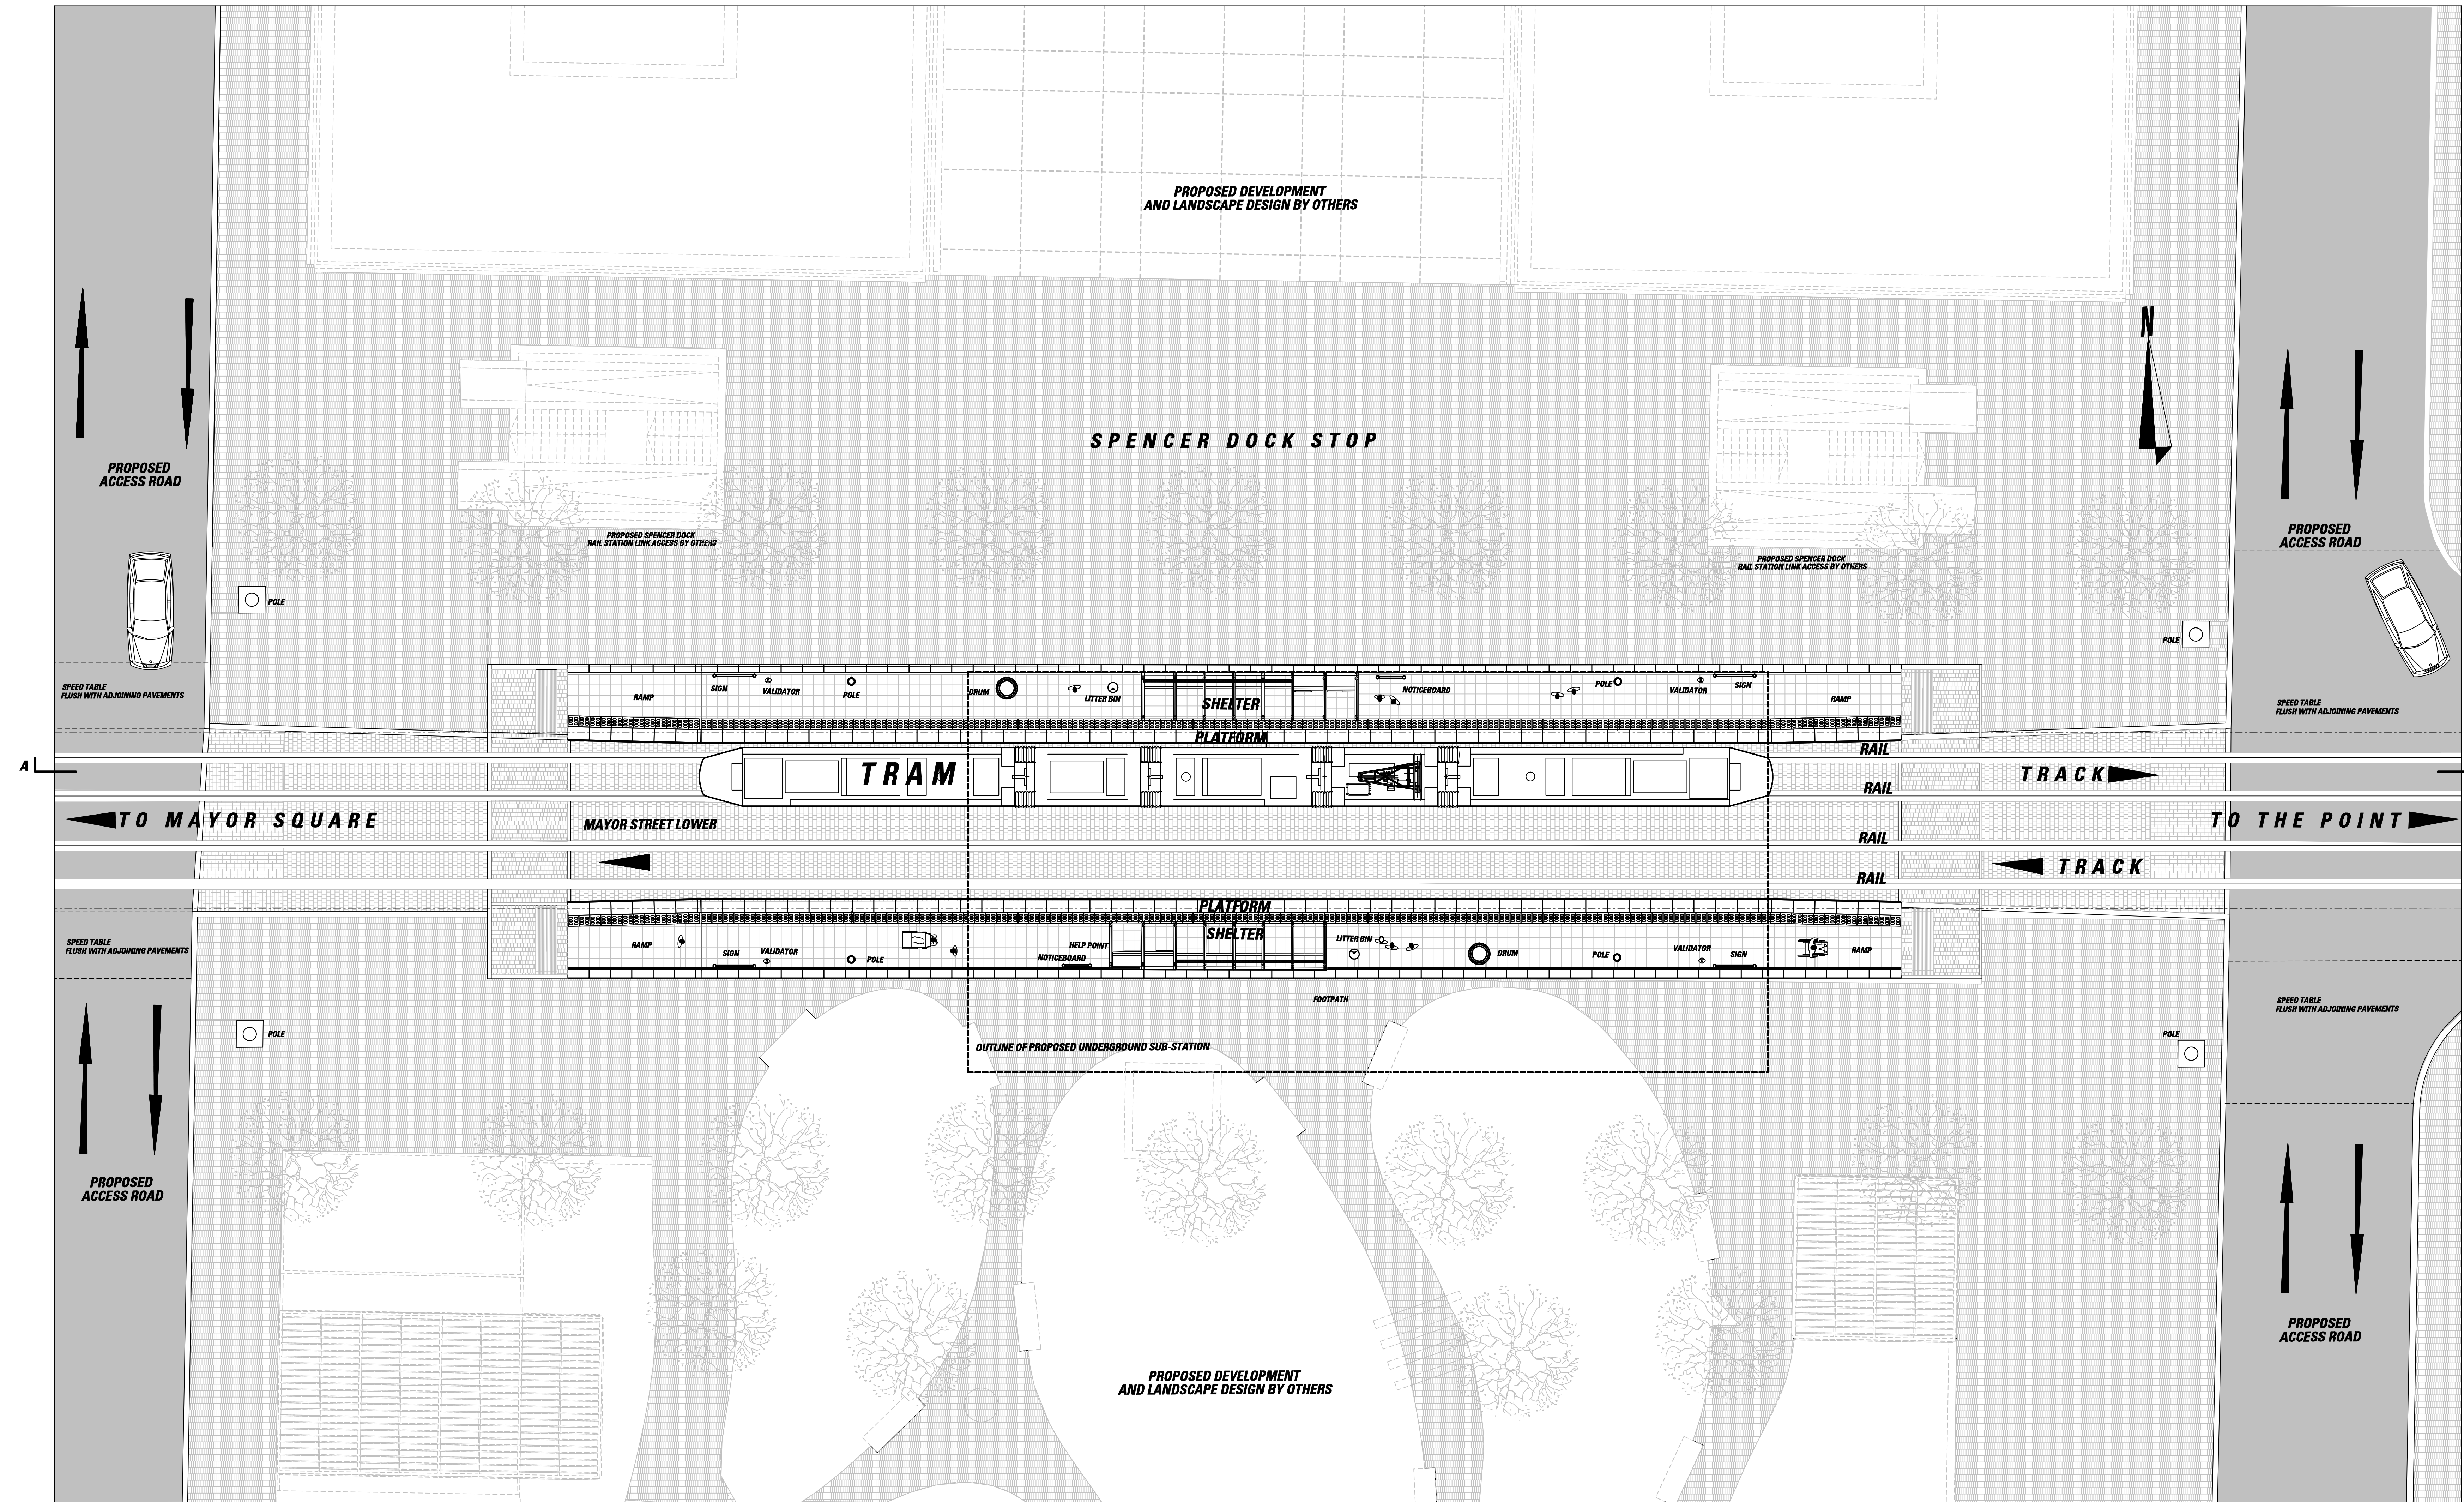 PROPOSED DEVELOPMENT
AND LANDSCAPE DESIGN BY OTHERS
N
SPENCER DOCK STOP
PROPOSED
ACCESS ROAD
PROPOSED
ACCESS ROAD
PROPOSED SPENCER DOCK
RAIL STATION LINK ACCESS BY OTHERS
PROPOSED SPENCER DOCK
RAIL STATION LINK ACCESS BY OTHERS
POLE
POLE
SPEED TABLE
FLUSH WITH ADJOINING PAVEMENTS
RAMP
SIGN
VALIDATOR
POLE
DRUM
LITTER BIN
SHELTER
NOTICEBOARD
POLE
VALIDATOR
SIGN
RAMP
SPEED TABLE
FLUSH WITH ADJOINING PAVEMENTS
PLATFORM
RAIL
A
TRAM
TRACK
RAIL
TO MAYOR SQUARE
MAYOR STREET LOWER
TO THE POINT
RAIL
TRACK
RAIL
PLATFORM
SPEED TABLE
FLUSH WITH ADJOINING PAVEMENTS
RAMP
SIGN
VALIDATOR
POLE
HELP POINT
NOTICEBOARD
SHELTER
LITTER BIN
DRUM
POLE
VALIDATOR
SIGN
RAMP
FOOTPATH
SPEED TABLE
FLUSH WITH ADJOINING PAVEMENTS
POLE
OUTLINE OF PROPOSED UNDERGROUND SUB-STATION
POLE
PROPOSED
ACCESS ROAD
PROPOSED
ACCESS ROAD
PROPOSED DEVELOPMENT
AND LANDSCAPE DESIGN BY OTHERS